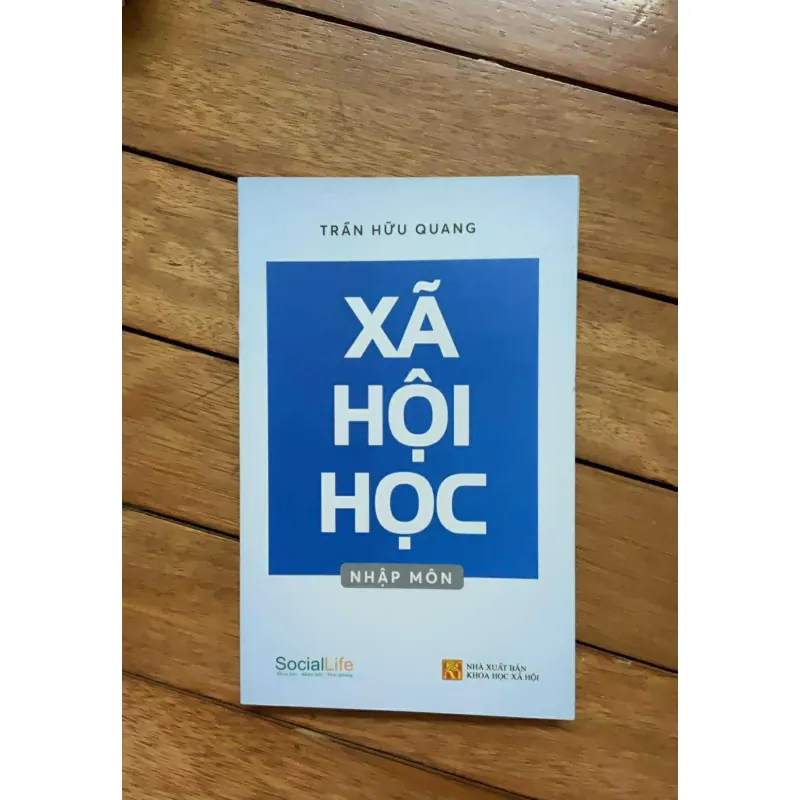 TRẦN HỮU QUANG
XÃ
HỘI
HỌC
NHẬP MÔN
SocialLife
NHÀ XUẤT BẢN
KHOA HỌC XÃ HỘI